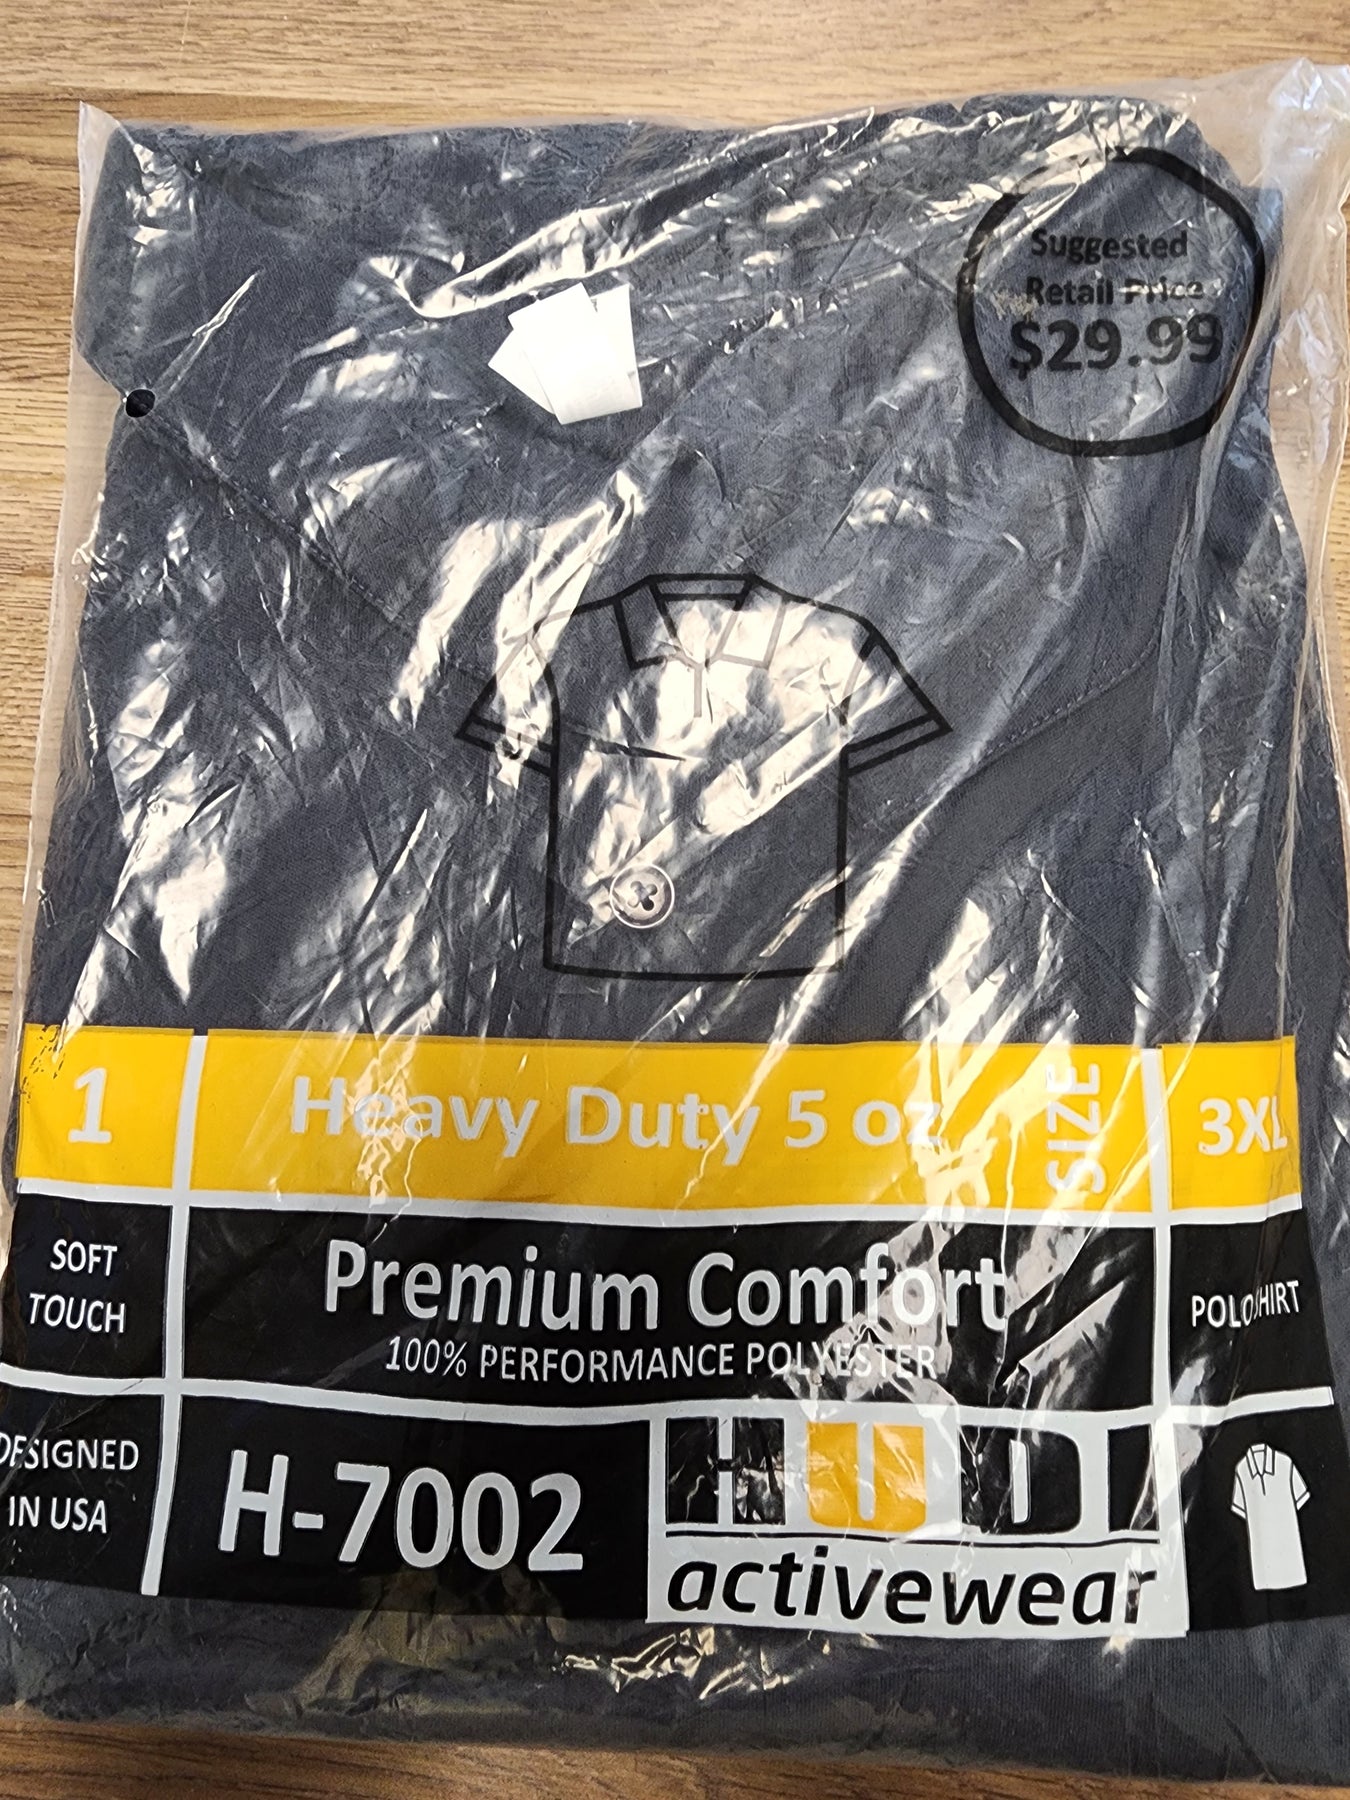 Suggested
Retail Price
$29.99
1
Heavy Duty 5 oz
SIZE
3XL
SOFT
TOUCH
Premium Comfort
100% PERFORMANCE POLYESTER
POLO SHIRT
DESIGNED
IN USA
H-7002
activewear